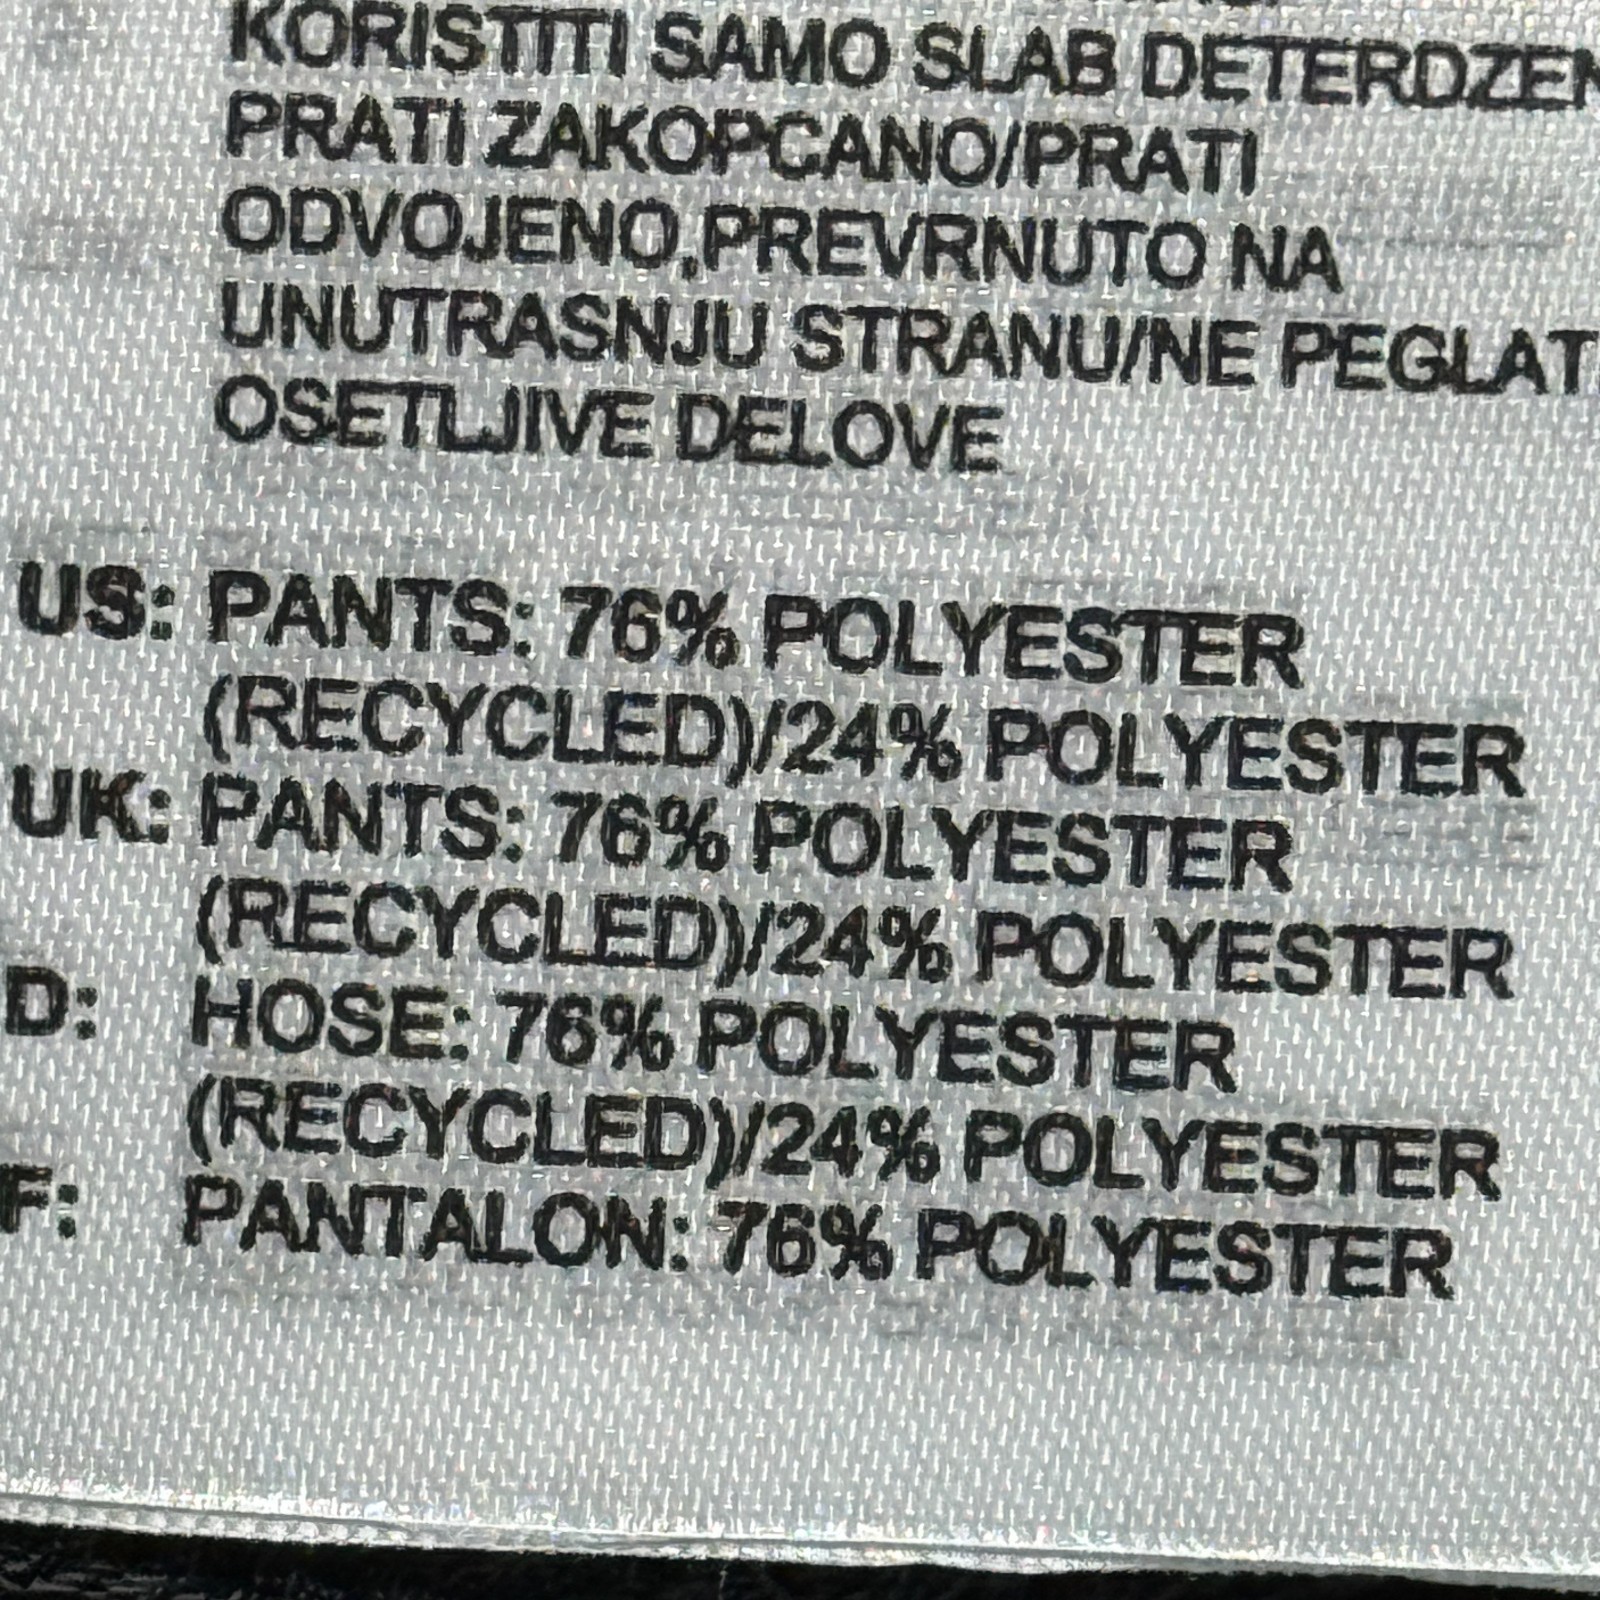 KORISTITI SAMO SLAB DETERDZEN
PRATI ZAKOPCANO/PRATI
ODVOJENO,PREVRNUTO NA
UNUTRASNJU STRANU/NE PEGLAT
OSETLJIVE DELOVE
US: PANTS: 76% POLYESTER
(RECYCLED)/24% POLYESTER
UK: PANTS: 76% POLYESTER
(RECYCLED)/24% POLYESTER
D: HOSE: 76% POLYESTER
(RECYCLED)/24% POLYESTER
F: PANTALON: 76% POLYESTER